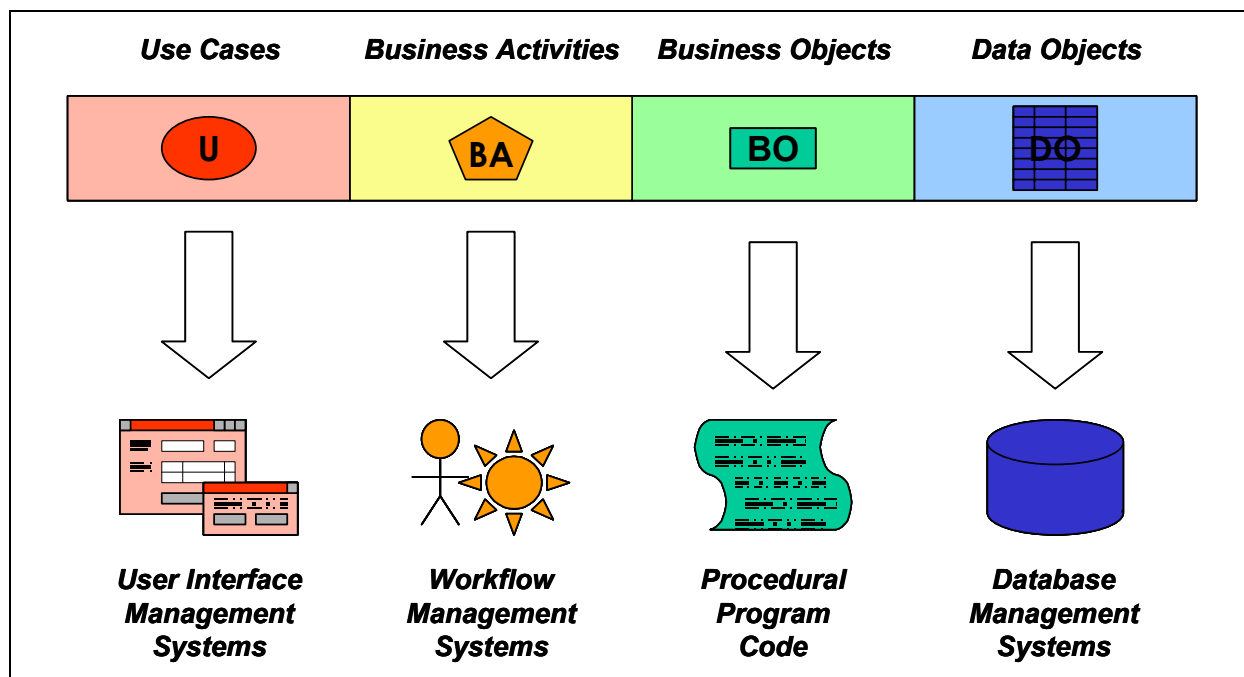 Use Cases
Business Activities
Business Objects
Data Objects
U
BA
BO
DO
User Interface
Management
Systems
Workflow
Management
Systems
Procedural
Program
Code
Database
Management
Systems